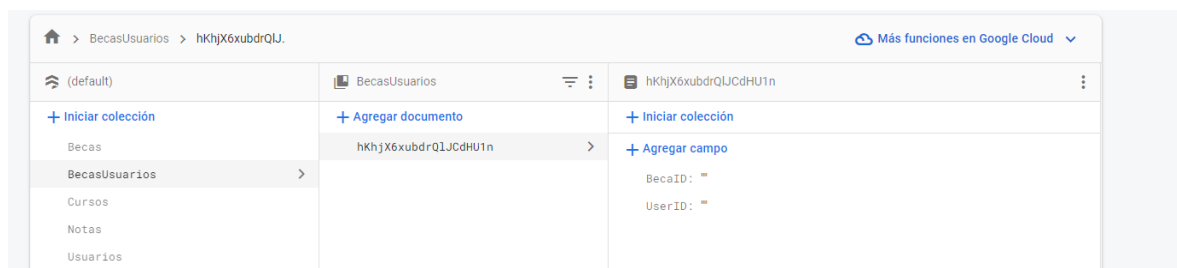 BecasUsuarios > hKhjX6xubdrQlJ.
Más funciones en Google Cloud
(default)
BecasUsuarios
hKhjX6xubdrQlJCdHU1n
+ Iniciar colección
+ Agregar documento
+ Iniciar colección
Becas
hKhjX6xubdrQlJCdHU1n
+ Agregar campo
BecasUsuarios
BecaID: ""
Cursos
UserID: ""
Notas
Usuarios